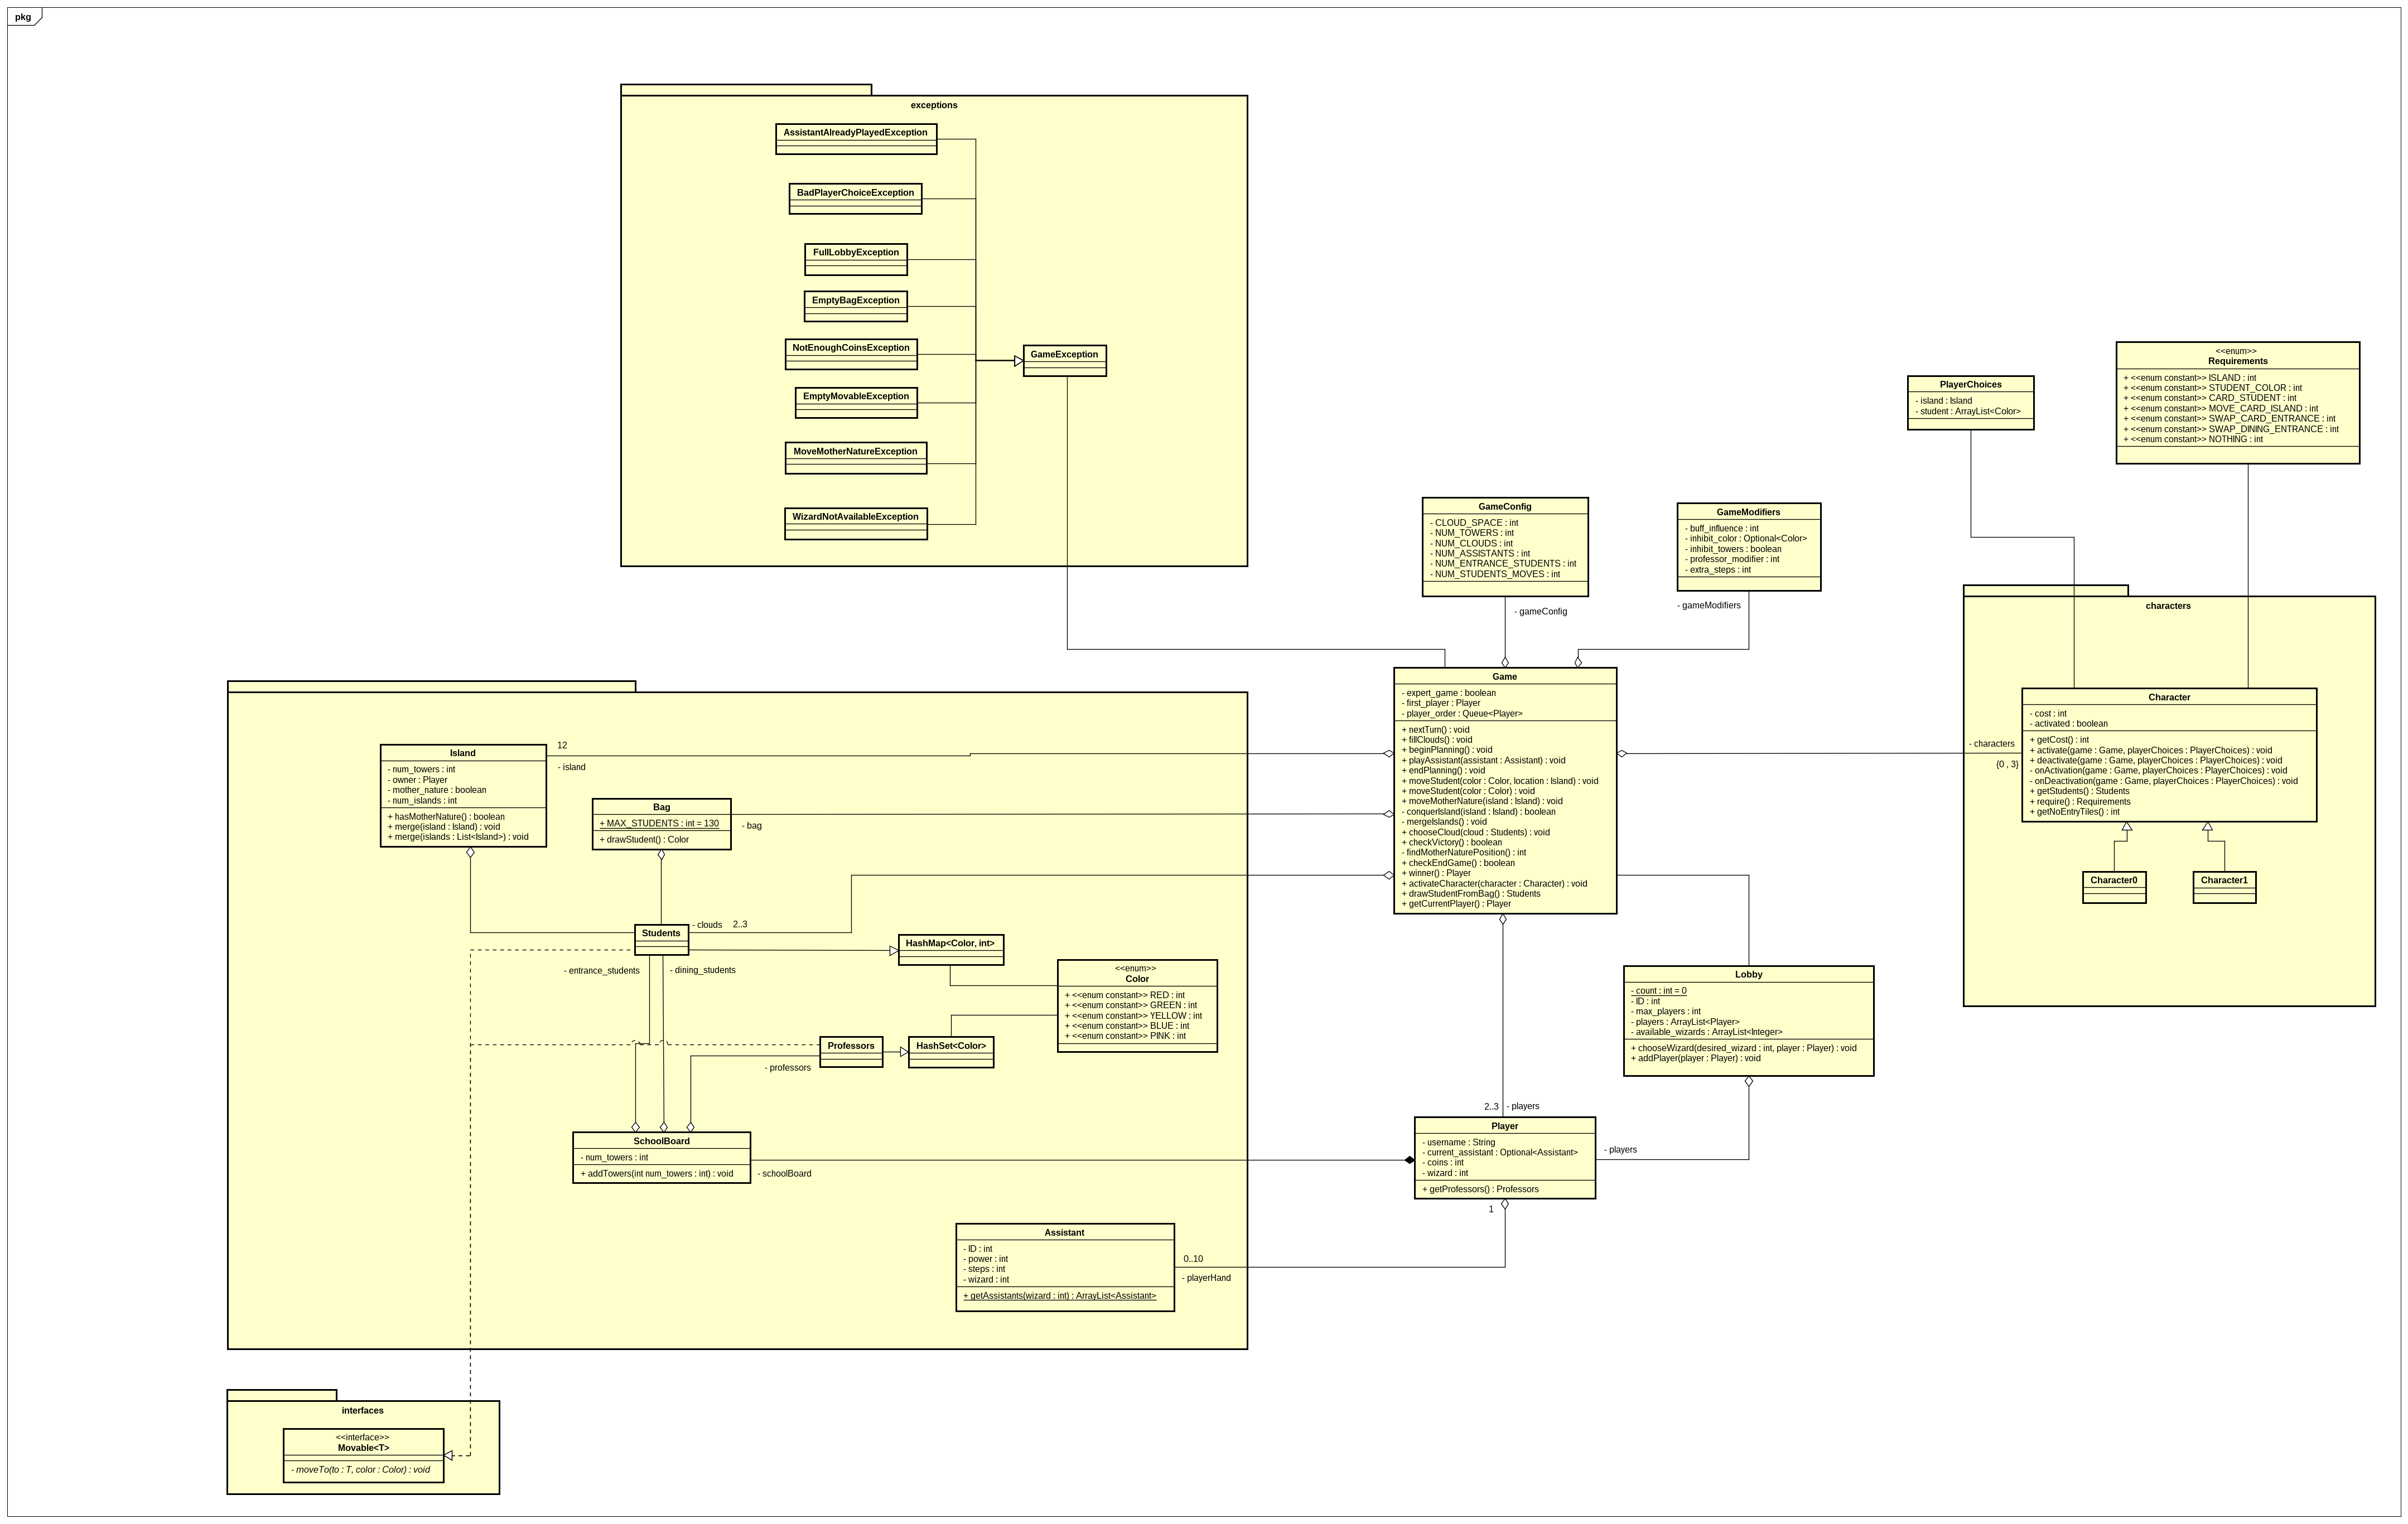 pkg
exceptions
AssistantAlreadyPlayedException
BadPlayerChoiceException
FullLobbyException
EmptyBagException
NotEnoughCoinsException
EmptyMovableException
MoveMotherNatureException
WizardNotAvailableException
GameException
PlayerChoices
- island : Island
- student : ArrayList<Color>
<<enum>>
Requirements
+ <<enum constant>> ISLAND : int
+ <<enum constant>> STUDENT_COLOR : int
+ <<enum constant>> CARD_STUDENT : int
+ <<enum constant>> MOVE_CARD_ISLAND : int
+ <<enum constant>> SWAP_CARD_ENTRANCE : int
+ <<enum constant>> SWAP_DINING_ENTRANCE : int
+ <<enum constant>> NOTHING : int
GameConfig
- CLOUD_SPACE : int
- NUM_TOWERS : int
- NUM_CLOUDS : int
- NUM_ASSISTANTS : int
- NUM_ENTRANCE_STUDENTS : int
- NUM_STUDENTS_MOVES : int
- gameConfig
GameModifiers
- buff_influence : int
- inhibit_color : Optional<Color>
- inhibit_towers : boolean
- professor_modifier : int
- extra_steps : int
- gameModifiers
characters
Character
- cost : int
- activated : boolean
+ getCost() : int
+ activate(game : Game, playerChoices : PlayerChoices) : void
+ deactivate(game : Game, playerChoices : PlayerChoices) : void
- onActivation(game : Game, playerChoices : PlayerChoices) : void
- onDeactivation(game : Game, playerChoices : PlayerChoices) : void
+ getStudents() : Students
+ require() : Requirements
+ getNoEntryTiles() : int
- characters
{0 , 3}
Character0
Character1
Game
- expert_game : boolean
- first_player : Player
- player_order : Queue<Player>
+ nextTurn() : void
+ fillClouds() : void
+ beginPlanning() : void
+ playAssistant(assistant : Assistant) : void
+ endPlanning() : void
+ moveStudent(color : Color, location : Island) : void
+ moveStudent(color : Color) : void
+ moveMotherNature(island : Island) : void
- conquerIsland(island : Island) : boolean
- mergeIslands() : void
+ chooseCloud(cloud : Students) : void
+ checkVictory() : boolean
- findMotherNaturePosition() : int
+ checkEndGame() : boolean
+ winner() : Player
+ activateCharacter(character : Character) : void
+ drawStudentFromBag() : Students
+ getCurrentPlayer() : Player
Island
- num_towers : int
- owner : Player
- mother_nature : boolean
- num_islands : int
+ hasMotherNature() : boolean
+ merge(island : Island) : void
+ merge(islands : List<Island>) : void
12
- island
Bag
+ MAX_STUDENTS : int = 130
+ drawStudent() : Color
- bag
Students
- clouds
2..3
- entrance_students
- dining_students
HashMap<Color, int>
<<enum>>
Color
+ <<enum constant>> RED : int
+ <<enum constant>> GREEN : int
+ <<enum constant>> YELLOW : int
+ <<enum constant>> BLUE : int
+ <<enum constant>> PINK : int
Professors
HashSet<Color>
- professors
Lobby
- count : int = 0
- ID : int
- max_players : int
- players : ArrayList<Player>
- available_wizards : ArrayList<Integer>
+ chooseWizard(desired_wizard : int, player : Player) : void
+ addPlayer(player : Player) : void
2..3
- players
Player
- username : String
- current_assistant : Optional<Assistant>
- coins : int
- wizard : int
+ getProfessors() : Professors
- players
1
SchoolBoard
- num_towers : int
+ addTowers(int num_towers : int) : void
- schoolBoard
Assistant
- ID : int
- power : int
- steps : int
- wizard : int
+ getAssistants(wizard : int) : ArrayList<Assistant>
0..10
- playerHand
interfaces
<<interface>>
Movable<T>
- moveTo(to : T, color : Color) : void